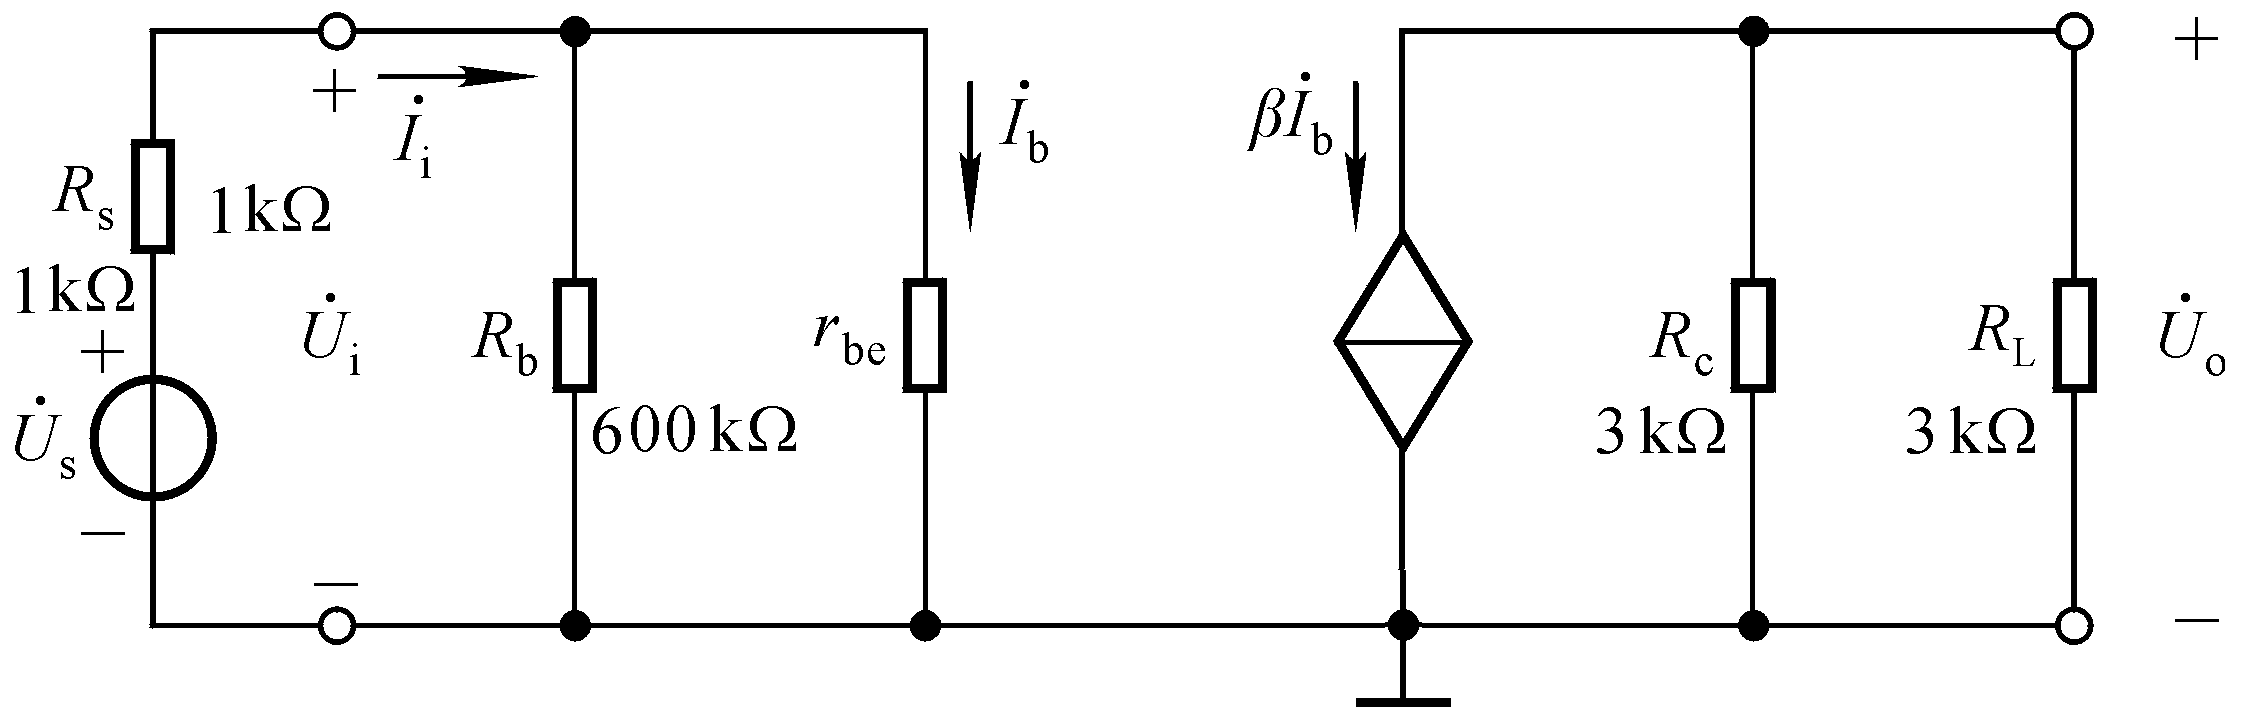 +
İi
İb
βİb
+
Rs
1kΩ
1kΩ
+
U̇s
−
U̇i
−
Rb
600kΩ
rbe
Rc
3kΩ
RL
3kΩ
U̇o
−